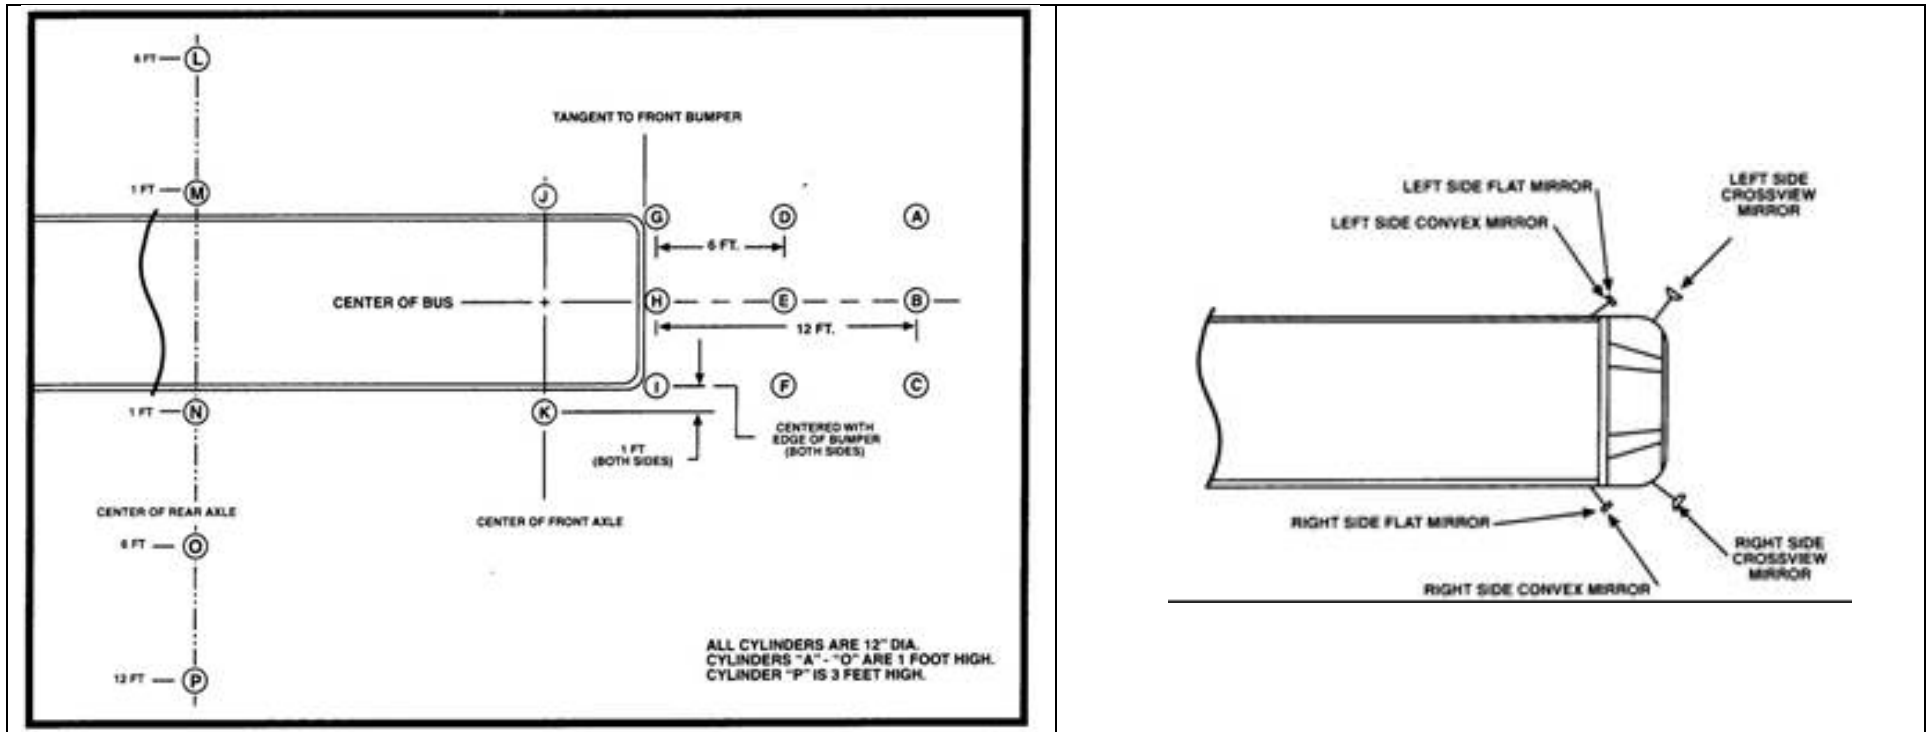 6 FT
L
TANGENT TO FRONT BUMPER
1 FT
M
J
G
D
A
6 FT.
CENTER OF BUS
H
E
B
12 FT.
I
F
C
1 FT
N
K
CENTERED WITH
EDGE OF BUMPER
(BOTH SIDES)
1 FT
(BOTH SIDES)
CENTER OF REAR AXLE
CENTER OF FRONT AXLE
6 FT
O
ALL CYLINDERS ARE 12" DIA.
CYLINDERS "A" - "O" ARE 1 FOOT HIGH.
CYLINDER "P" IS 3 FEET HIGH.
12 FT
P
LEFT SIDE FLAT MIRROR
LEFT SIDE CONVEX MIRROR
LEFT SIDE
CROSSVIEW
MIRROR
RIGHT SIDE FLAT MIRROR
RIGHT SIDE CONVEX MIRROR
RIGHT SIDE
CROSSVIEW
MIRROR